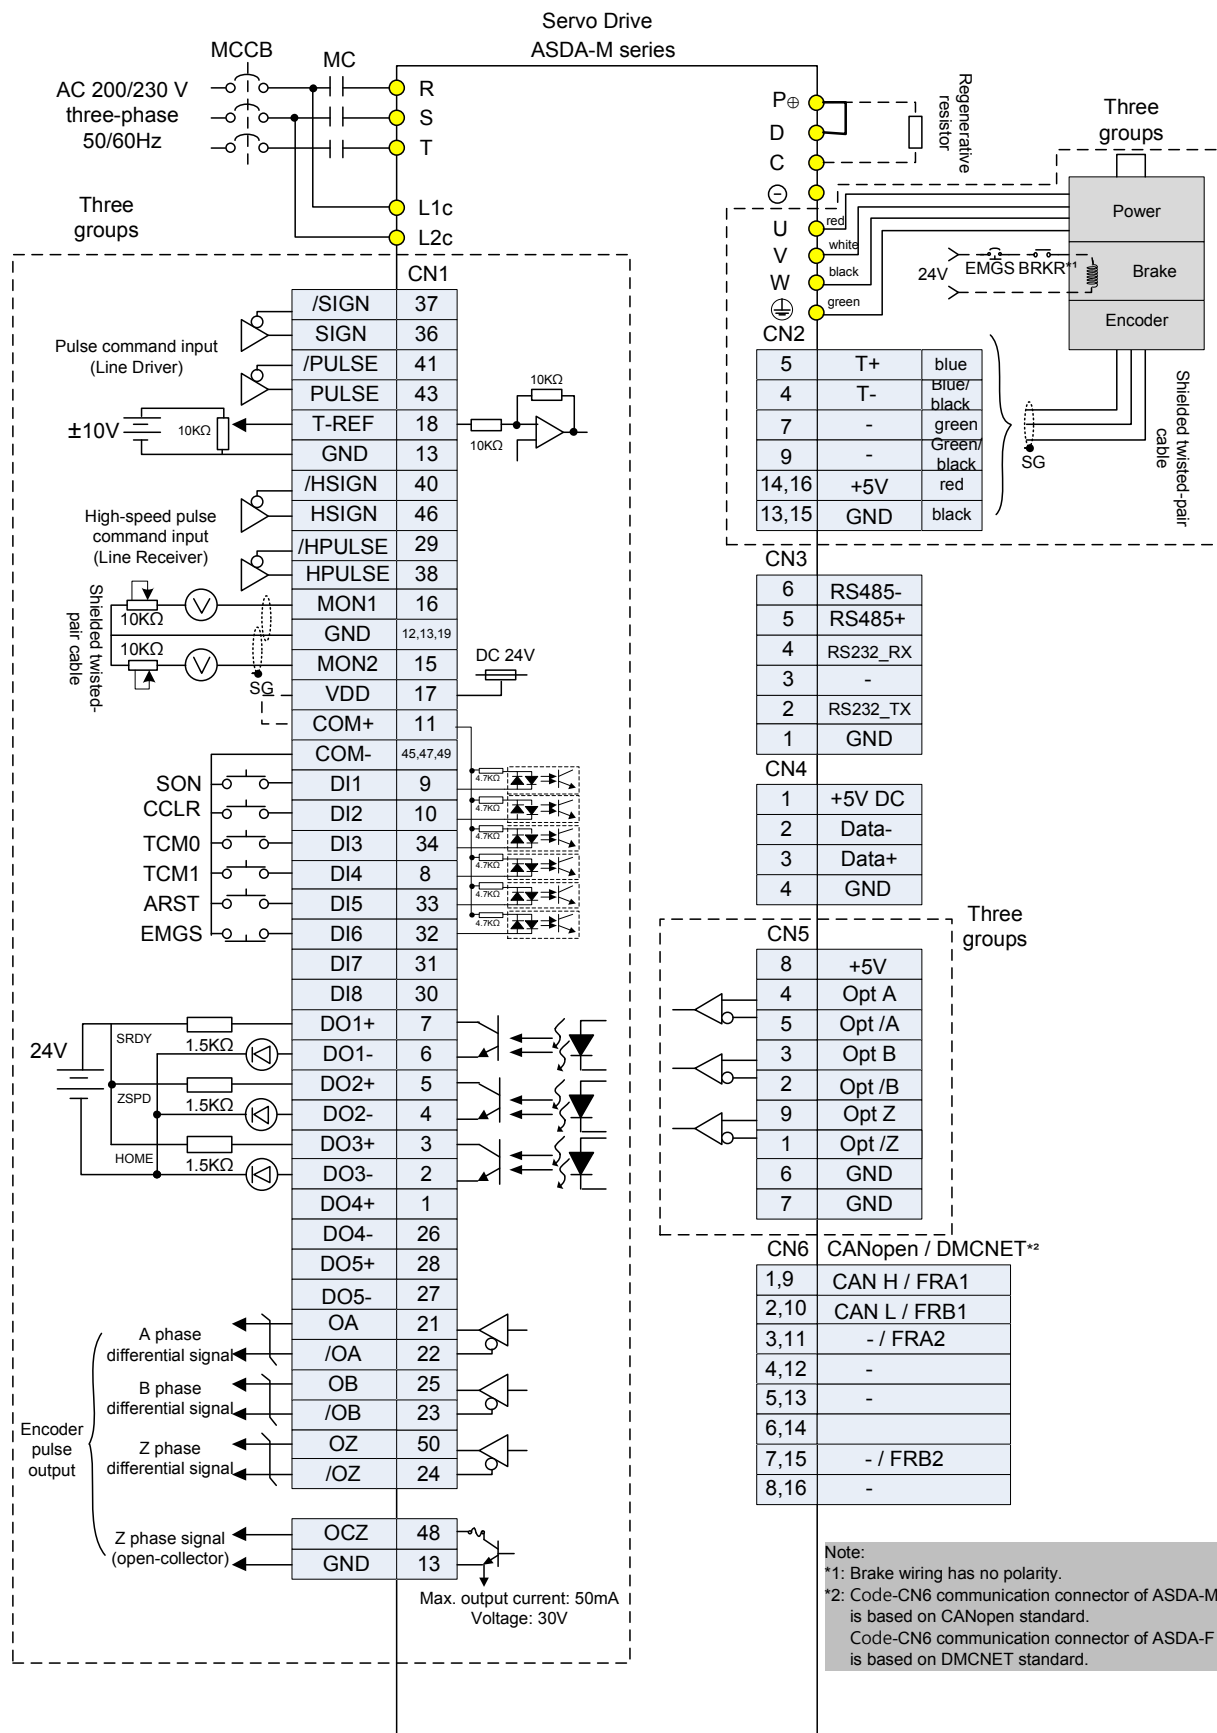 Servo Drive
ASDA-M series
MCCB
MC
AC 200/230 V
three-phase
50/60Hz
R
S
T
L1c
L2c
Three
groups
P⊕
D
C
⊖
Regenerative
resistor
Three
groups
U
V
W
red
white
black
green
24V
EMGS BRKR*1
Power
Brake
Encoder
CN1
/SIGN 37
SIGN 36
/PULSE 41
PULSE 43
T-REF 18
GND 13
/HSIGN 40
HSIGN 46
/HPULSE 29
HPULSE 38
MON1 16
GND 12,13,19
MON2 15
VDD 17
COM+ 11
COM- 45,47,49
DI1 9
DI2 10
DI3 34
DI4 8
DI5 33
DI6 32
DI7 31
DI8 30
DO1+ 7
DO1- 6
DO2+ 5
DO2- 4
DO3+ 3
DO3- 2
DO4+ 1
DO4- 26
DO5+ 28
DO5- 27
OA 21
/OA 22
OB 25
/OB 23
OZ 50
/OZ 24
OCZ 48
GND 13
Pulse command input
(Line Driver)
±10V
10KΩ
10KΩ
10KΩ
High-speed pulse
command input
(Line Receiver)
Shielded twisted-
pair cable
10KΩ
10KΩ
V
V
SG
DC 24V
SON
CCLR
TCM0
TCM1
ARST
EMGS
4.7KΩ
4.7KΩ
4.7KΩ
4.7KΩ
4.7KΩ
4.7KΩ
24V
SRDY
1.5KΩ
ZSPD
1.5KΩ
HOME
1.5KΩ
Encoder
pulse
output
A phase
differential signal
B phase
differential signal
Z phase
differential signal
Z phase signal
(open-collector)
Max. output current: 50mA
Voltage: 30V
CN2
5 T+ blue
4 T- Blue/
black
7 - green
9 - Green/
black
14,16 +5V red
13,15 GND black
SG
Shielded twisted-pair
cable
CN3
6 RS485-
5 RS485+
4 RS232_RX
3 -
2 RS232_TX
1 GND
CN4
1 +5V DC
2 Data-
3 Data+
4 GND
Three
groups
CN5
8 +5V
4 Opt A
5 Opt /A
3 Opt B
2 Opt /B
9 Opt Z
1 Opt /Z
6 GND
7 GND
CN6 CANopen / DMCNET*2
1,9 CAN H / FRA1
2,10 CAN L / FRB1
3,11 - / FRA2
4,12 -
5,13 -
6,14
7,15 - / FRB2
8,16 -
Note:
*1: Brake wiring has no polarity.
*2: Code-CN6 communication connector of ASDA-M
is based on CANopen standard.
Code-CN6 communication connector of ASDA-F
is based on DMCNET standard.